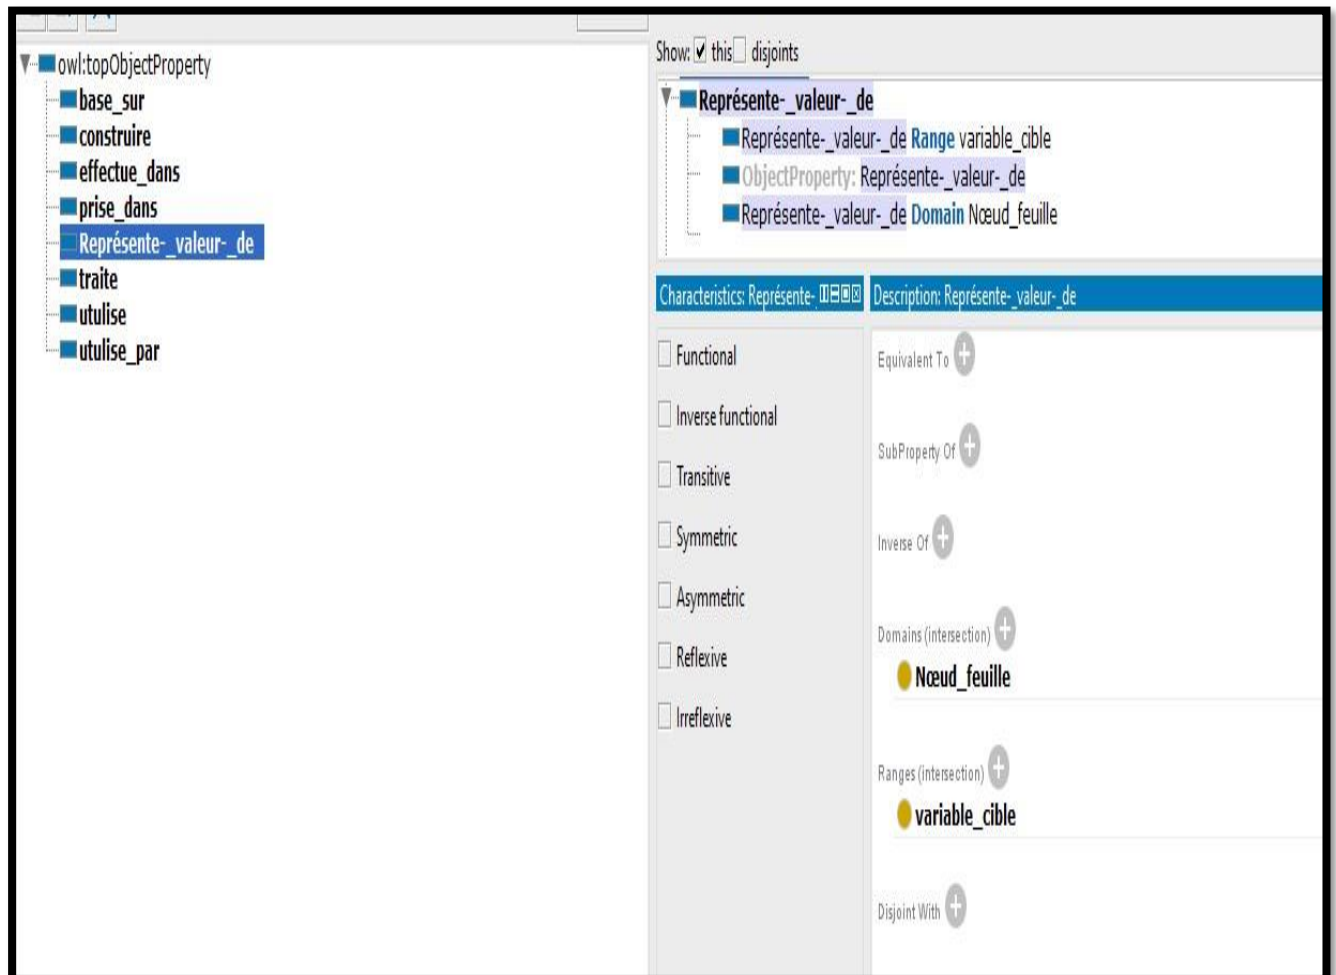 owl:topObjectProperty
base_sur
construire
effectue_dans
prise_dans
Représente-_valeur-_de
traite
utulise
utulise_par
Show: this disjoints
Représente-_valeur-_de
Représente-_valeur-_de Range variable_cible
ObjectProperty: Représente-_valeur-_de
Représente-_valeur-_de Domain Nœud_feuille
Characteristics: Représente-
Functional
Inverse functional
Transitive
Symmetric
Asymmetric
Reflexive
Irreflexive
Description: Représente-_valeur-_de
Equivalent To
SubProperty Of
Inverse Of
Domains (intersection)
Nœud_feuille
Ranges (intersection)
variable_cible
Disjoint With